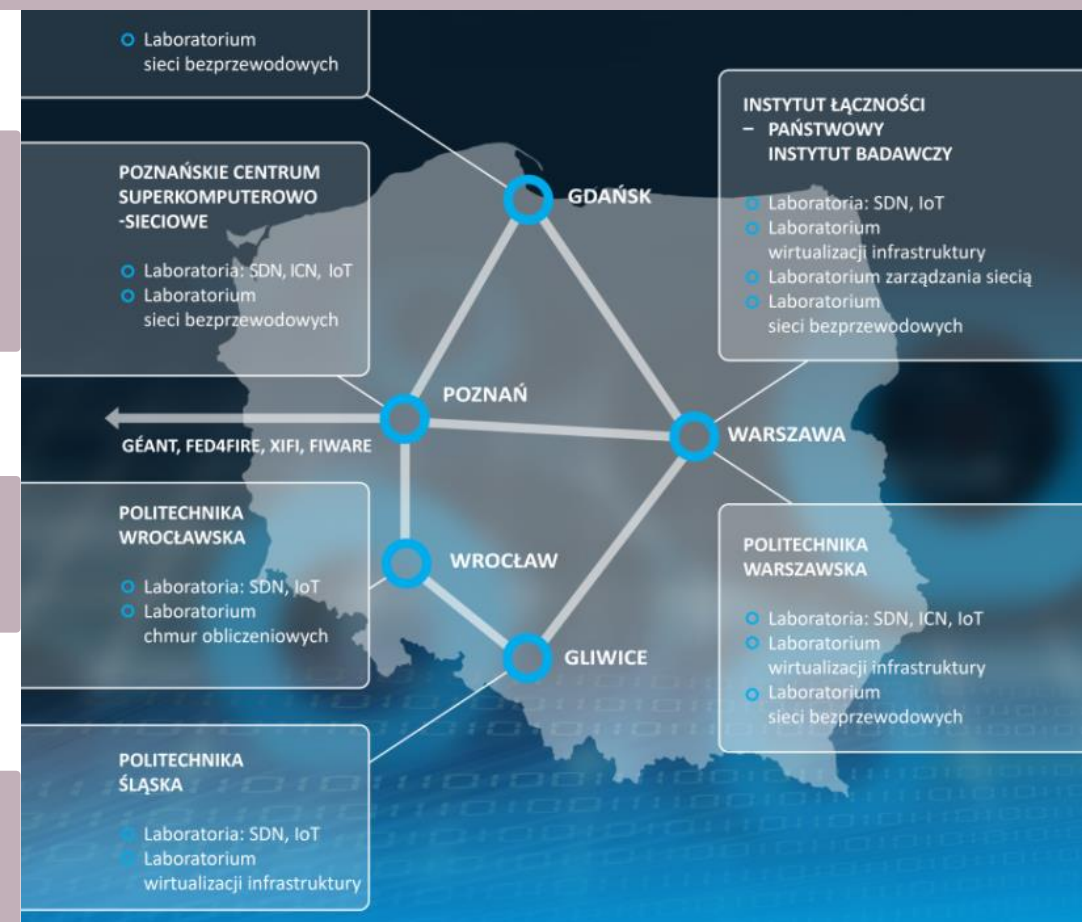 Laboratorium
sieci bezprzewodowych
POZNAŃSKIE CENTRUM
SUPERKOMPUTEROWO
-SIECIOWE
Laboratoria: SDN, ICN, IoT
Laboratorium
sieci bezprzewodowych
GÉANT, FED4FIRE, XIFI, FIWARE
POLITECHNIKA
WROCŁAWSKA
Laboratoria: SDN, IoT
Laboratorium
chmur obliczeniowych
POLITECHNIKA
ŚLĄSKA
Laboratoria: SDN, IoT
Laboratorium
wirtualizacji infrastruktury
GDAŃSK
POZNAŃ
WARSZAWA
WROCŁAW
GLIWICE
INSTYTUT ŁĄCZNOŚCI
– PAŃSTWOWY
INSTYTUT BADAWCZY
Laboratoria: SDN, IoT
Laboratorium
wirtualizacji infrastruktury
Laboratorium zarządzania siecią
Laboratorium
sieci bezprzewodowych
POLITECHNIKA
WARSZAWSKA
Laboratoria: SDN, ICN, IoT
Laboratorium
wirtualizacji infrastruktury
Laboratorium
sieci bezprzewodowych